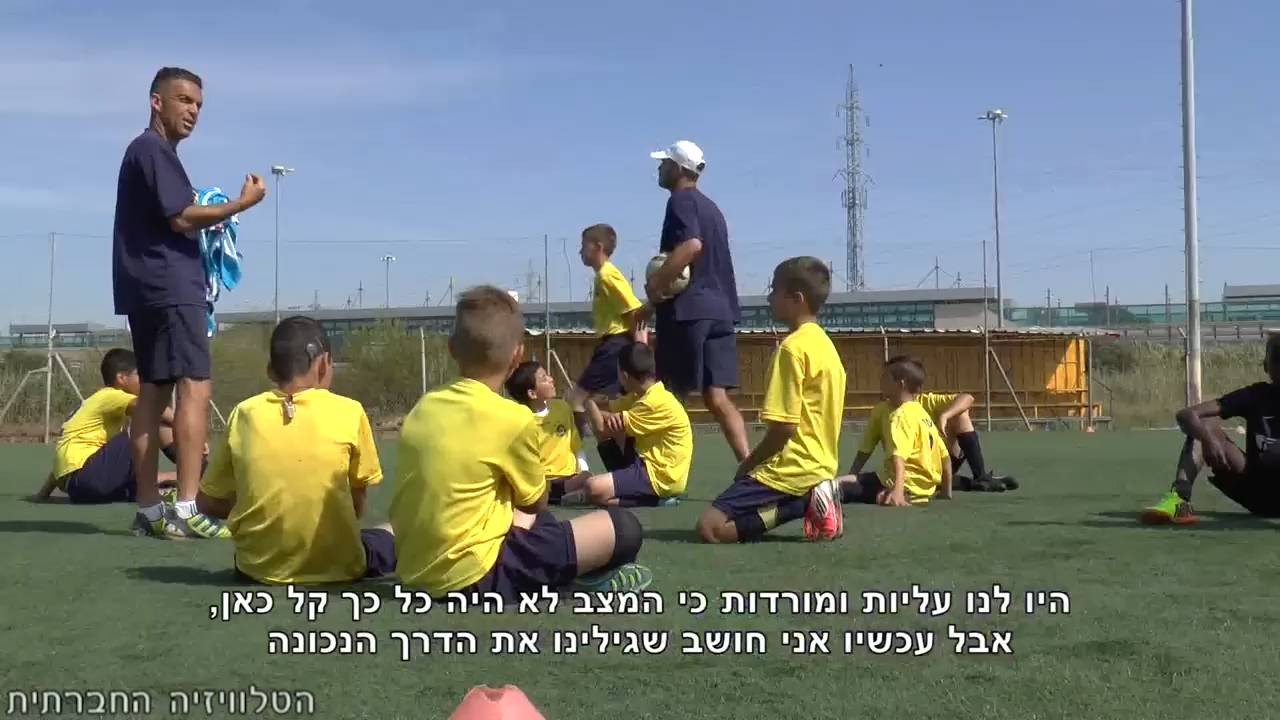 היו לנו עליות ומורדות כי המצב לא היה כל כך קל כאן,
אבל עכשיו אני חושב שגילינו את הדרך הנכונה
הטלוויזיה החברתית